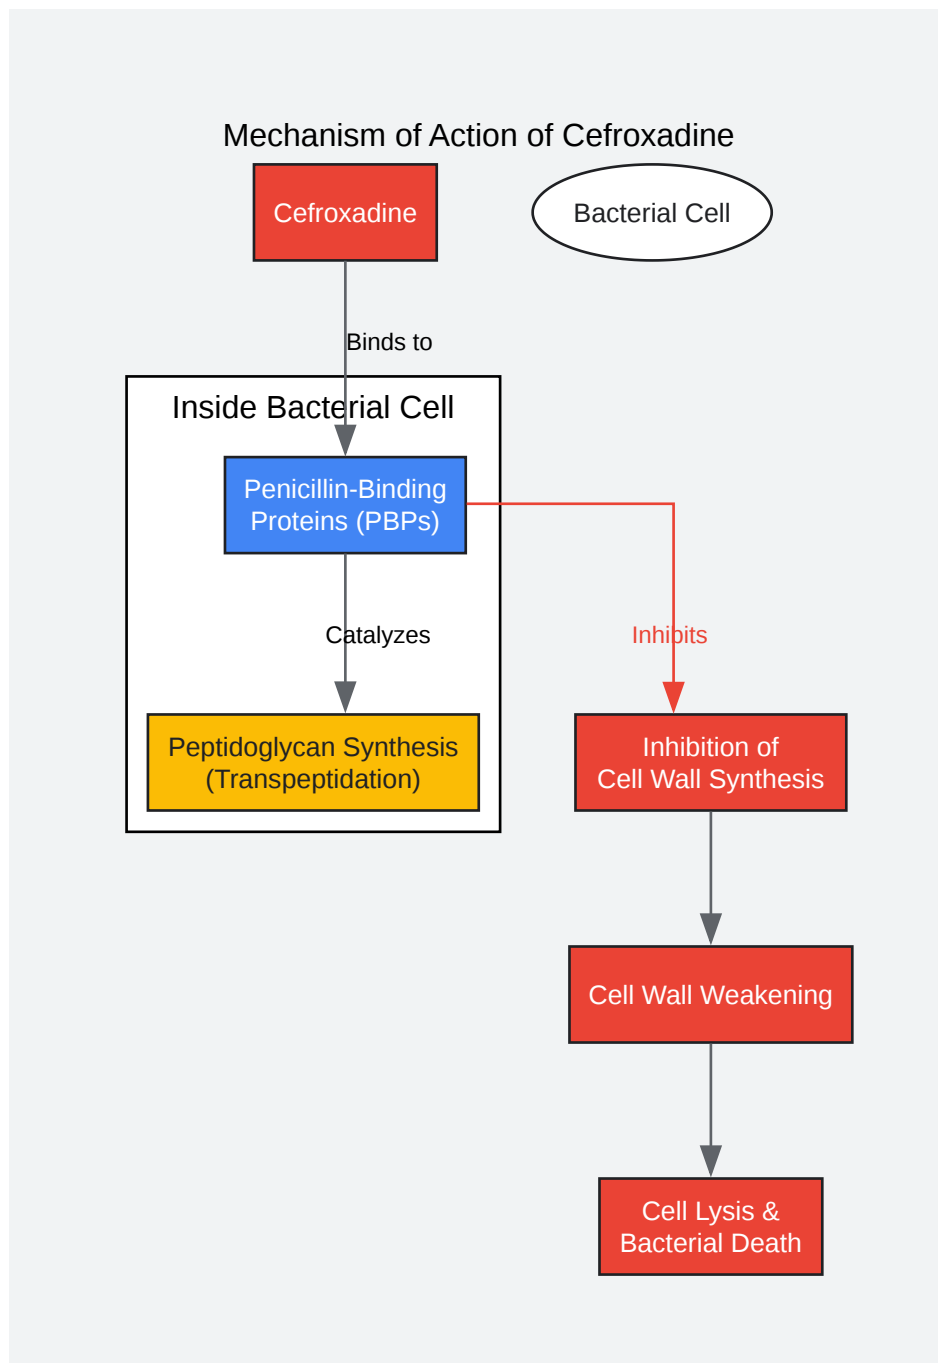 Mechanism of Action of Cefroxadine
Cefroxadine
Bacterial Cell
Binds to
Inside Bacterial Cell
Penicillin-Binding
Proteins (PBPs)
Catalyzes
Inhibits
Peptidoglycan Synthesis
(Transpeptidation)
Inhibition of
Cell Wall Synthesis
Cell Wall Weakening
Cell Lysis &
Bacterial Death